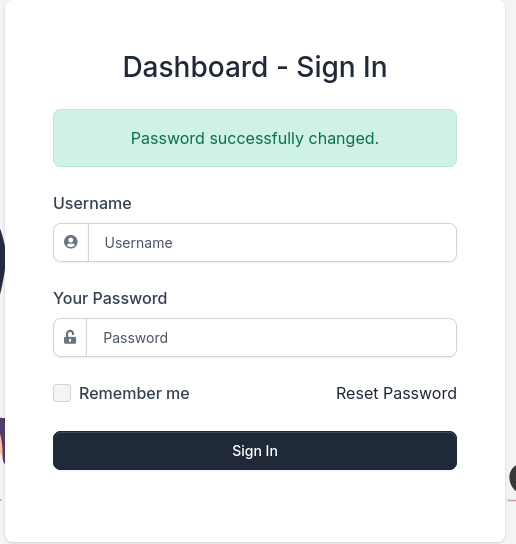 Dashboard - Sign In
Password successfully changed.
Username
Username
Your Password
Password
Remember me Reset Password
Sign In